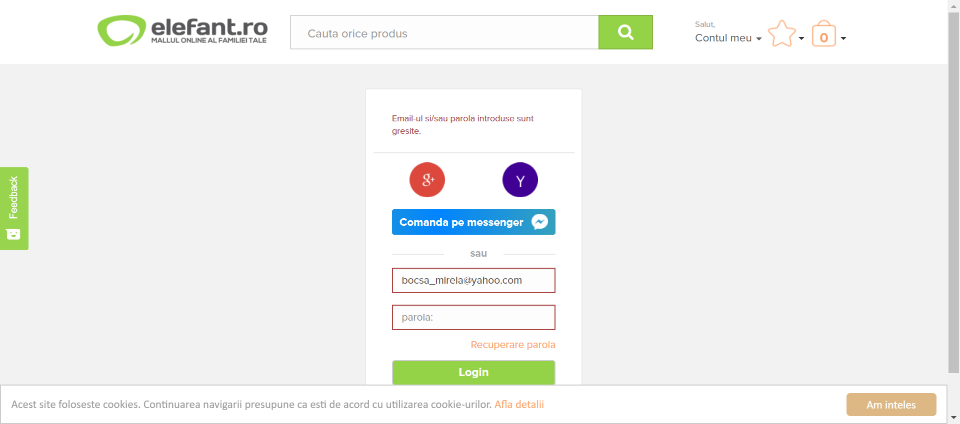 elefant.ro
MALLUL ONLINE AL FAMILIEI TALE
Cauta orice produs
Salut,
Contul meu
0
Email-ul si/sau parola introduse sunt
gresite.
g+
Y
Feedback
Comanda pe messenger
sau
bocsa_mirela@yahoo.com
parola:
Recuperare parola
Login
Acest site foloseste cookies. Continuarea navigarii presupune ca esti de acord cu utilizarea cookie-urilor. Afla detalii
Am inteles